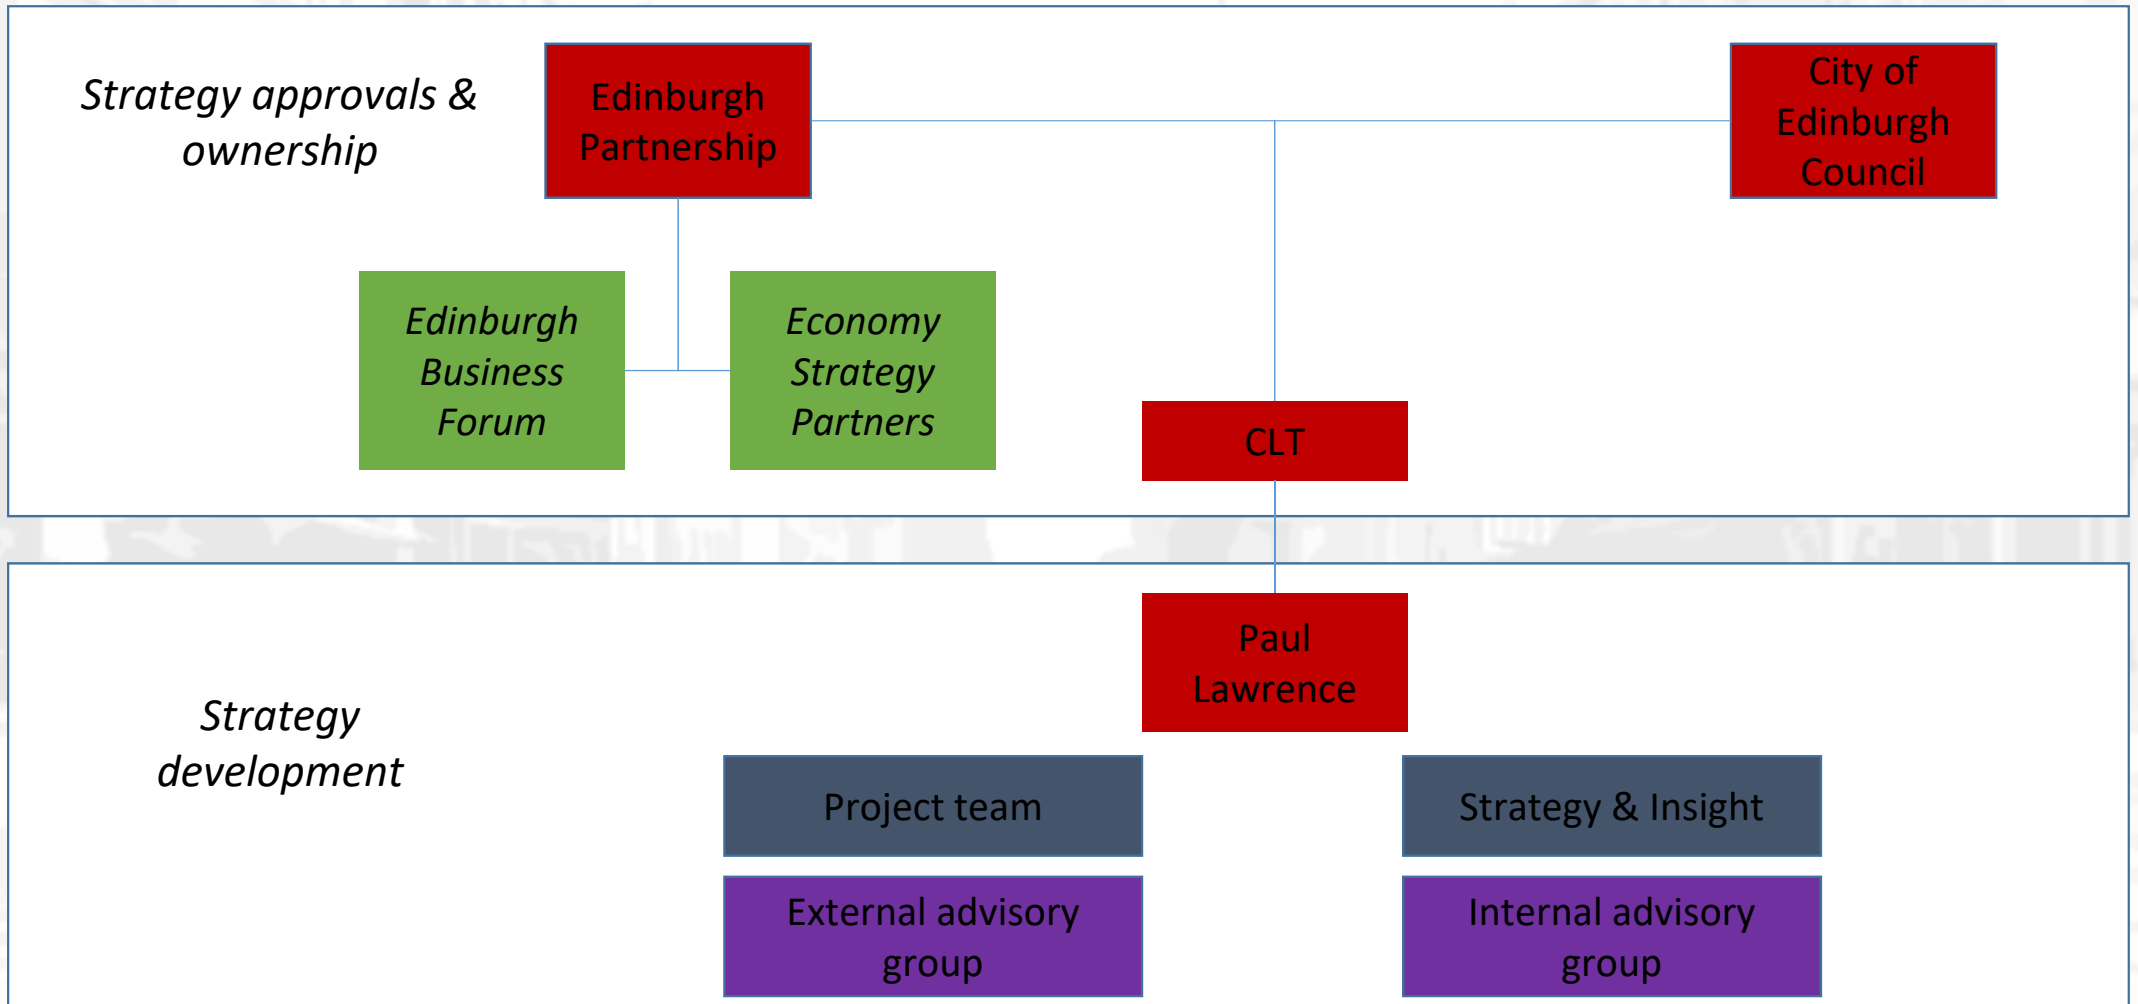 Strategy approvals &
ownership
Edinburgh
Partnership
City of
Edinburgh
Council
Edinburgh
Business
Forum
Economy
Strategy
Partners
CLT
Paul
Lawrence
Strategy
development
Project team
Strategy & Insight
External advisory
group
Internal advisory
group